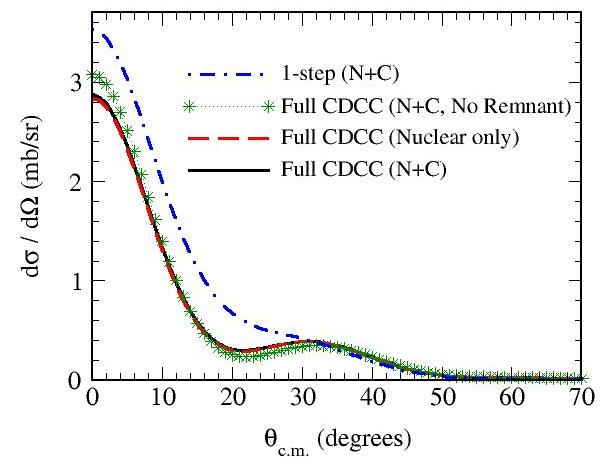 1-step (N+C)
Full CDCC (N+C, No Remnant)
Full CDCC (Nuclear only)
Full CDCC (N+C)
dσ / dΩ (mb/sr)
3
2
1
0
0 10 20 30 40 50 60 70
θc.m. (degrees)